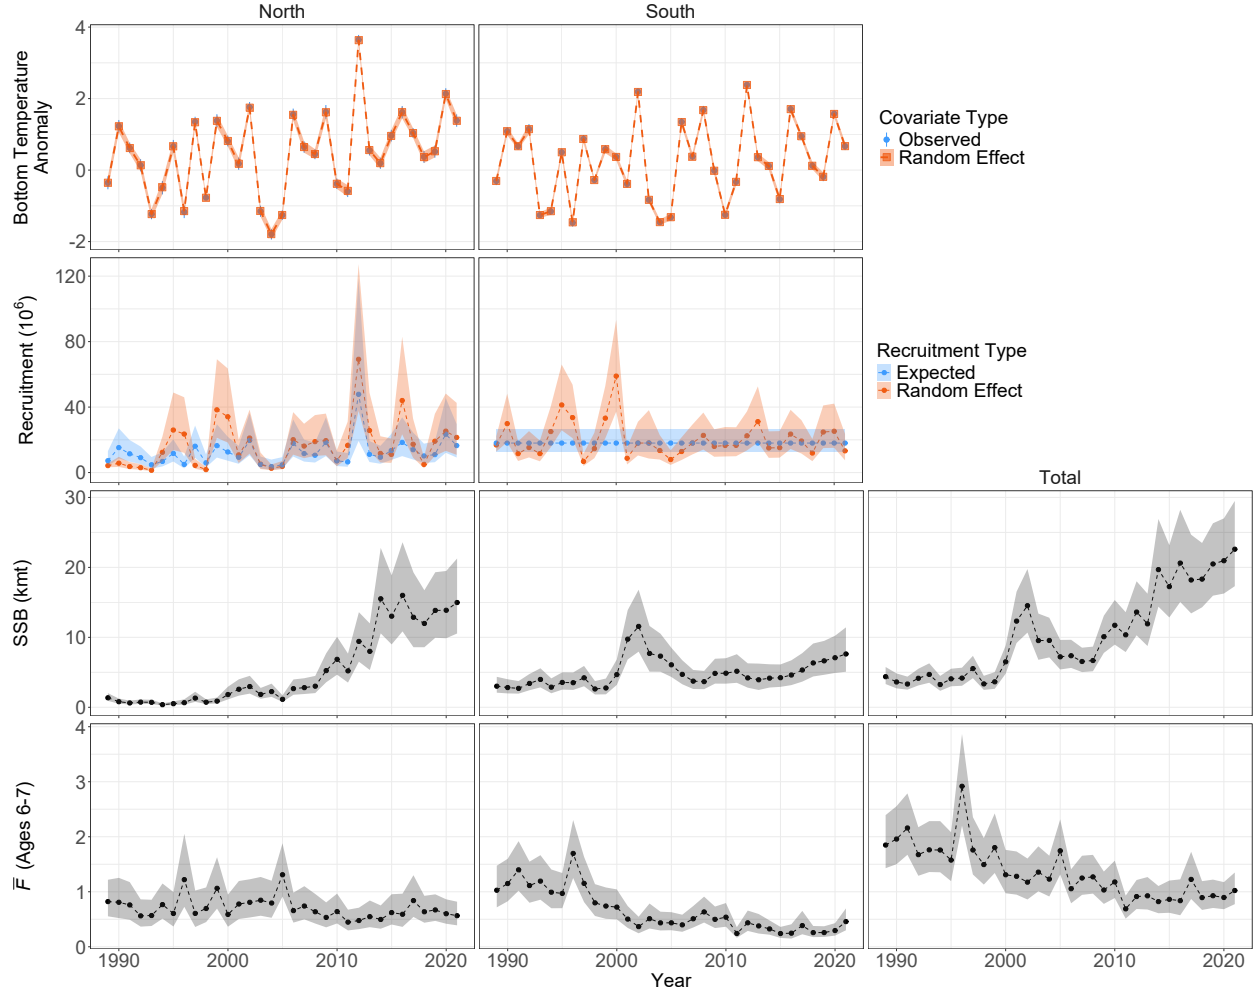 North
South
Bottom Temperature
Anomaly
4
2
0
-2
Covariate Type
Observed
Random Effect
Recruitment (10⁶)
120
80
40
0
Recruitment Type
Expected
Random Effect
Total
SSB (kmt)
30
20
10
0
F̅ (Ages 6-7)
4
3
2
1
0
1990 2000 2010 2020 1990 2000 2010 2020 1990 2000 2010 2020
Year